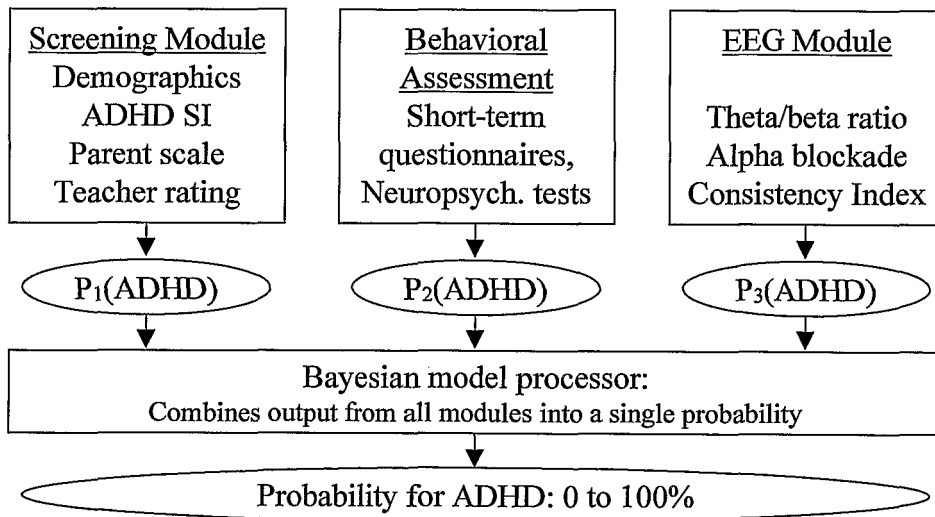 Screening Module
Demographics
ADHD SI
Parent scale
Teacher rating
Behavioral
Assessment
Short-term
questionnaires,
Neuropsych. tests
EEG Module
Theta/beta ratio
Alpha blockade
Consistency Index
P₁(ADHD)
P₂(ADHD)
P₃(ADHD)
Bayesian model processor:
Combines output from all modules into a single probability
Probability for ADHD: 0 to 100%